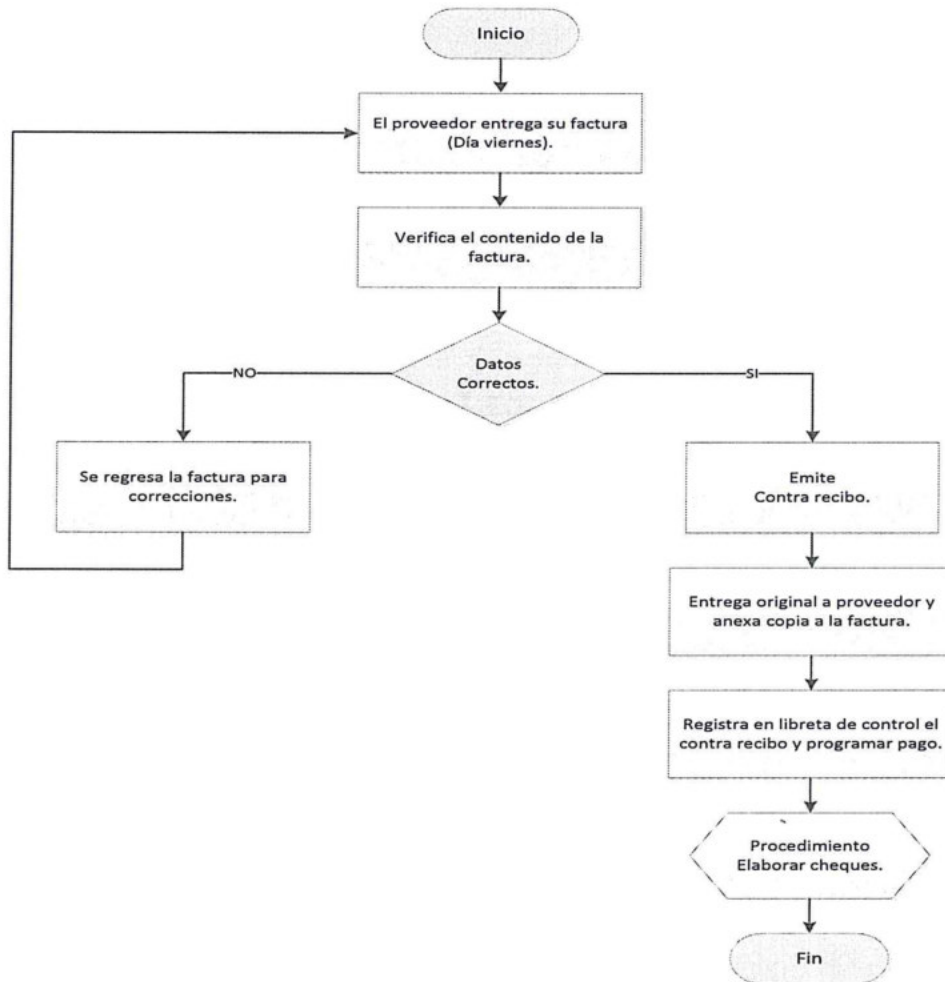 Inicio
El proveedor entrega su factura
(Día viernes).
Verifica el contenido de la
factura.
Datos
Correctos.
NO
SI
Se regresa la factura para
correcciones.
Emite
Contra recibo.
Entrega original a proveedor y
anexa copia a la factura.
Registra en libreta de control el
contra recibo y programar pago.
Procedimiento
Elaborar cheques.
Fin